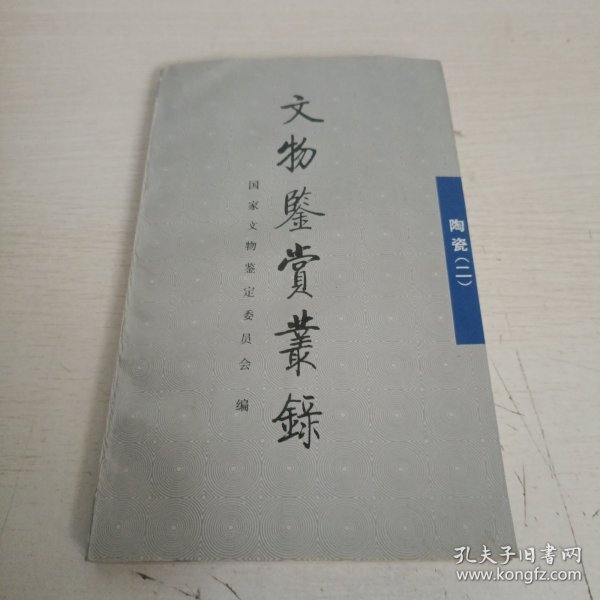 文物鑒賞叢錄
国家文物鉴定委员会 编
陶瓷(二)
孔夫子旧书网
www.kongfz.com